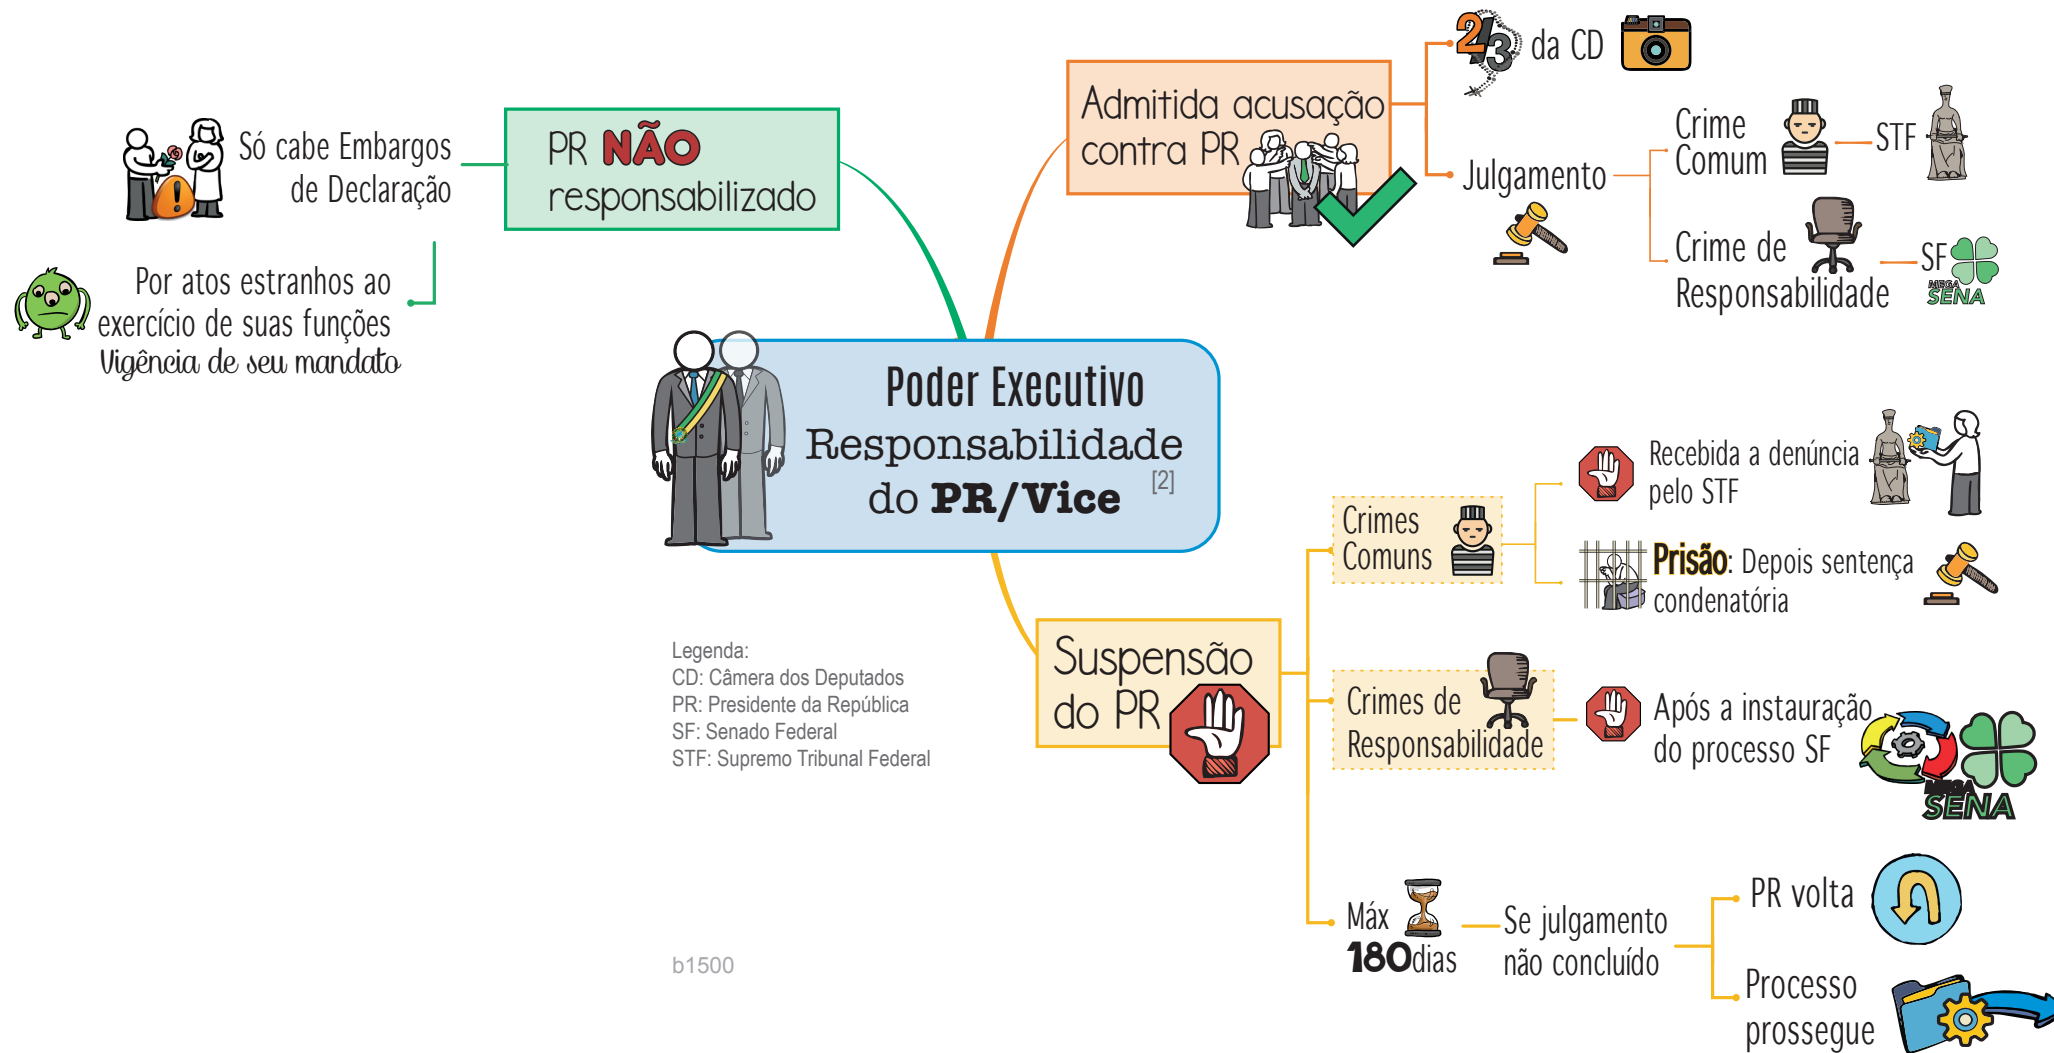 Poder Executivo
Responsabilidade
do PR/Vice [2]
PR NÃO
responsabilizado
Só cabe Embargos
de Declaração
Por atos estranhos ao
exercício de suas funções
Vigência de seu mandato
Admitida acusação
contra PR
2/3 da CD
Julgamento
Crime
Comum
STF
Crime de
Responsabilidade
SF
MEGA
SENA
Suspensão
do PR
Crimes
Comuns
Recebida a denúncia
pelo STF
Prisão: Depois sentença
condenatória
Crimes de
Responsabilidade
Após a instauração
do processo SF
MEGA
SENA
Máx
180dias
Se julgamento
não concluído
PR volta
Processo
prossegue
Legenda:
CD: Câmera dos Deputados
PR: Presidente da República
SF: Senado Federal
STF: Supremo Tribunal Federal
b1500